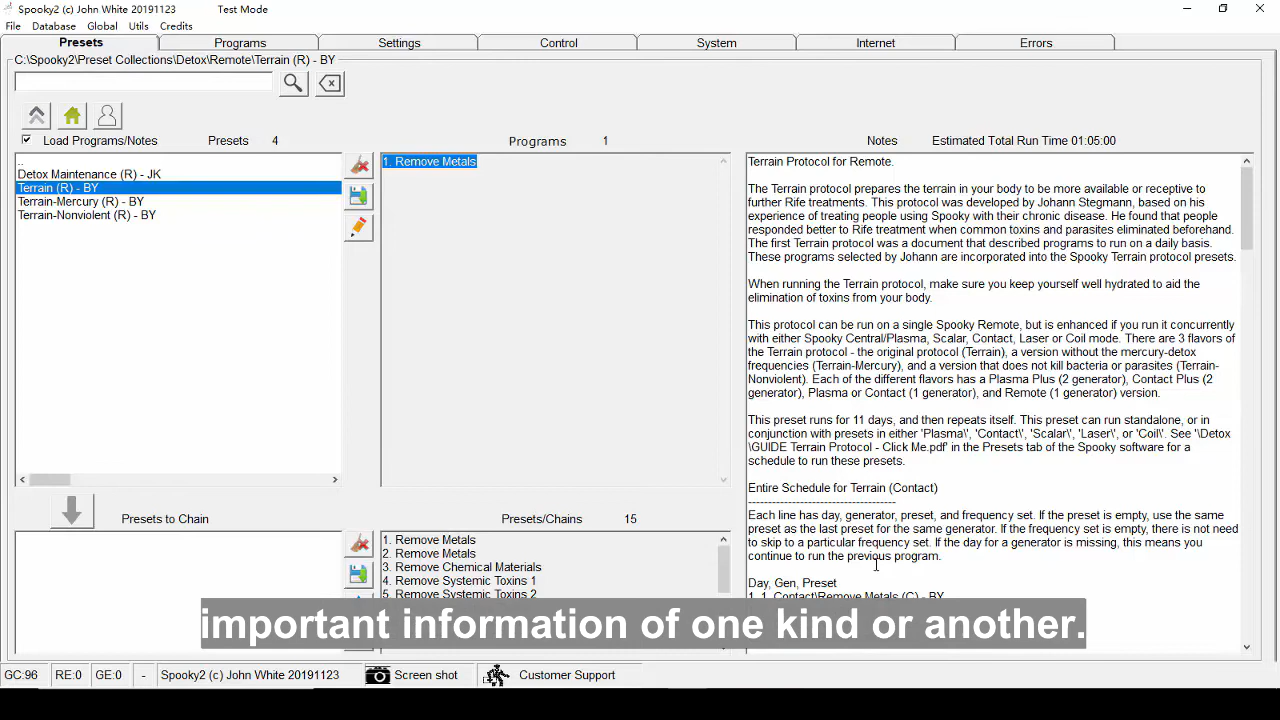 Spooky2 (c) John White 20191123 Test Mode
File Database Global Utils Credits
Presets Programs Settings Control System Internet Errors
C:\Spooky2\Preset Collections\Detox\Remote\Terrain (R) - BY
Load Programs/Notes Presets 4 Programs 1 Notes Estimated Total Run Time 01:05:00
..
Detox Maintenance (R) - JK
Terrain (R) - BY
Terrain-Mercury (R) - BY
Terrain-Nonviolent (R) - BY
1. Remove Metals
Terrain Protocol for Remote.
The Terrain protocol prepares the terrain in your body to be more available or receptive to
further Rife treatments. This protocol was developed by Johann Stegmann, based on his
experience of treating people using Spooky with their chronic disease. He found that people
responded better to Rife treatment when common toxins and parasites eliminated beforehand.
The first Terrain protocol was a document that described programs to run on a daily basis.
These programs selected by Johann are incorporated into the Spooky Terrain protocol presets.
When running the Terrain protocol, make sure you keep yourself well hydrated to aid the
elimination of toxins from your body.
This protocol can be run on a single Spooky Remote, but is enhanced if you run it concurrently
with either Spooky Central/Plasma, Scalar, Contact, Laser or Coil mode. There are 3 flavors of
the Terrain protocol - the original protocol (Terrain), a version without the mercury-detox
frequencies (Terrain-Mercury), and a version that does not kill bacteria or parasites (Terrain-
Nonviolent). Each of the different flavors has a Plasma Plus (2 generator), Contact Plus (2
generator), Plasma or Contact (1 generator), and Remote (1 generator) version.
This preset runs for 11 days, and then repeats itself. This preset can run standalone, or in
conjunction with presets in either 'Plasma\', 'Contact\', 'Scalar\', 'Laser\', or 'Coil\'. See '\Detox
\GUIDE Terrain Protocol - Click Me.pdf' in the Presets tab of the Spooky software for a
schedule to run these presets.
Entire Schedule for Terrain (Contact)
-------------------------------------
Each line has day, generator, preset, and frequency set. If the preset is empty, use the same
preset as the last preset for the same generator. If the frequency set is empty, there is not need
to skip to a particular frequency set. If the day for a generator is missing, this means you
continue to run the previous program.
Day, Gen, Preset
1, 1, Contact\Remove Metals (C) - BY
Presets to Chain Presets/Chains 15
1. Remove Metals
2. Remove Metals
3. Remove Chemical Materials
4. Remove Systemic Toxins 1
5. Remove Systemic Toxins 2
important information of one kind or another.
GC:96 RE:0 GE:0 - Spooky2 (c) John White 20191123 Screen shot Customer Support